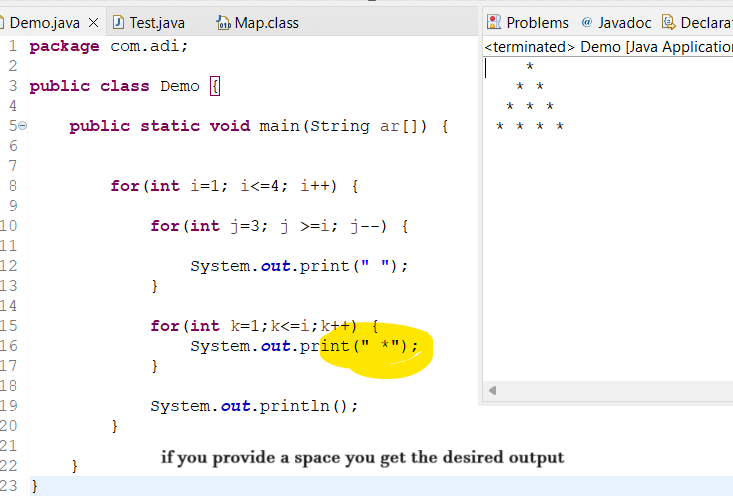 Demo.java Test.java Map.class
1 package com.adi;
2
3 public class Demo {
4
5 public static void main(String ar[]) {
6
7
8 for(int i=1; i<=4; i++) {
9
10 for(int j=3; j >=i; j--) {
11
12 System.out.print(" ");
13 }
14
15 for(int k=1;k<=i;k++) {
16 System.out.print(" *");
17 }
18
19 System.out.println();
20 }
21
22 }
23 }
if you provide a space you get the desired output
Problems @ Javadoc Declarat
<terminated> Demo [Java Application
*
* *
* * *
* * * *